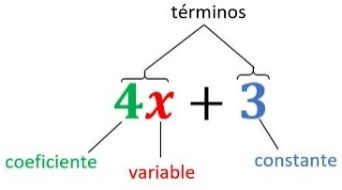 términos
4x + 3
coeficiente
variable
constante